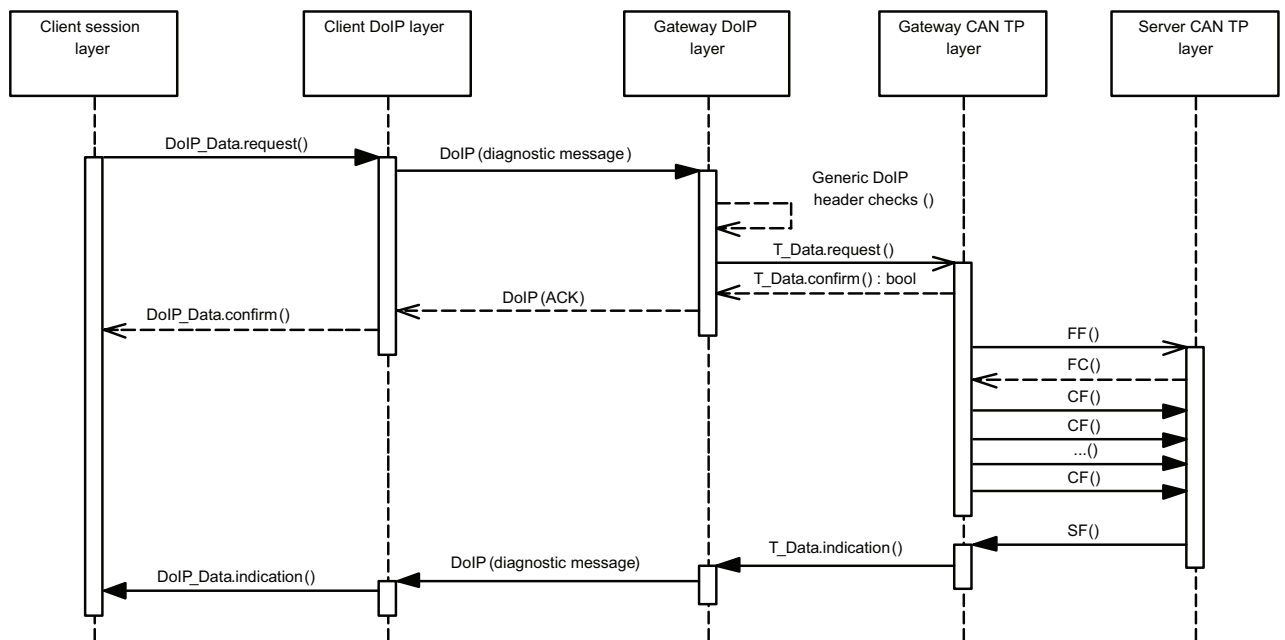 Client session
layer
Client DoIP layer
Gateway DoIP
layer
Gateway CAN TP
layer
Server CAN TP
layer
DoIP_Data.request()
DoIP (diagnostic message)
Generic DoIP
header checks ()
T_Data.request()
T_Data.confirm() : bool
DoIP (ACK)
DoIP_Data.confirm()
FF()
FC()
CF()
CF()
...()
CF()
SF()
T_Data.indication()
DoIP (diagnostic message)
DoIP_Data.indication()